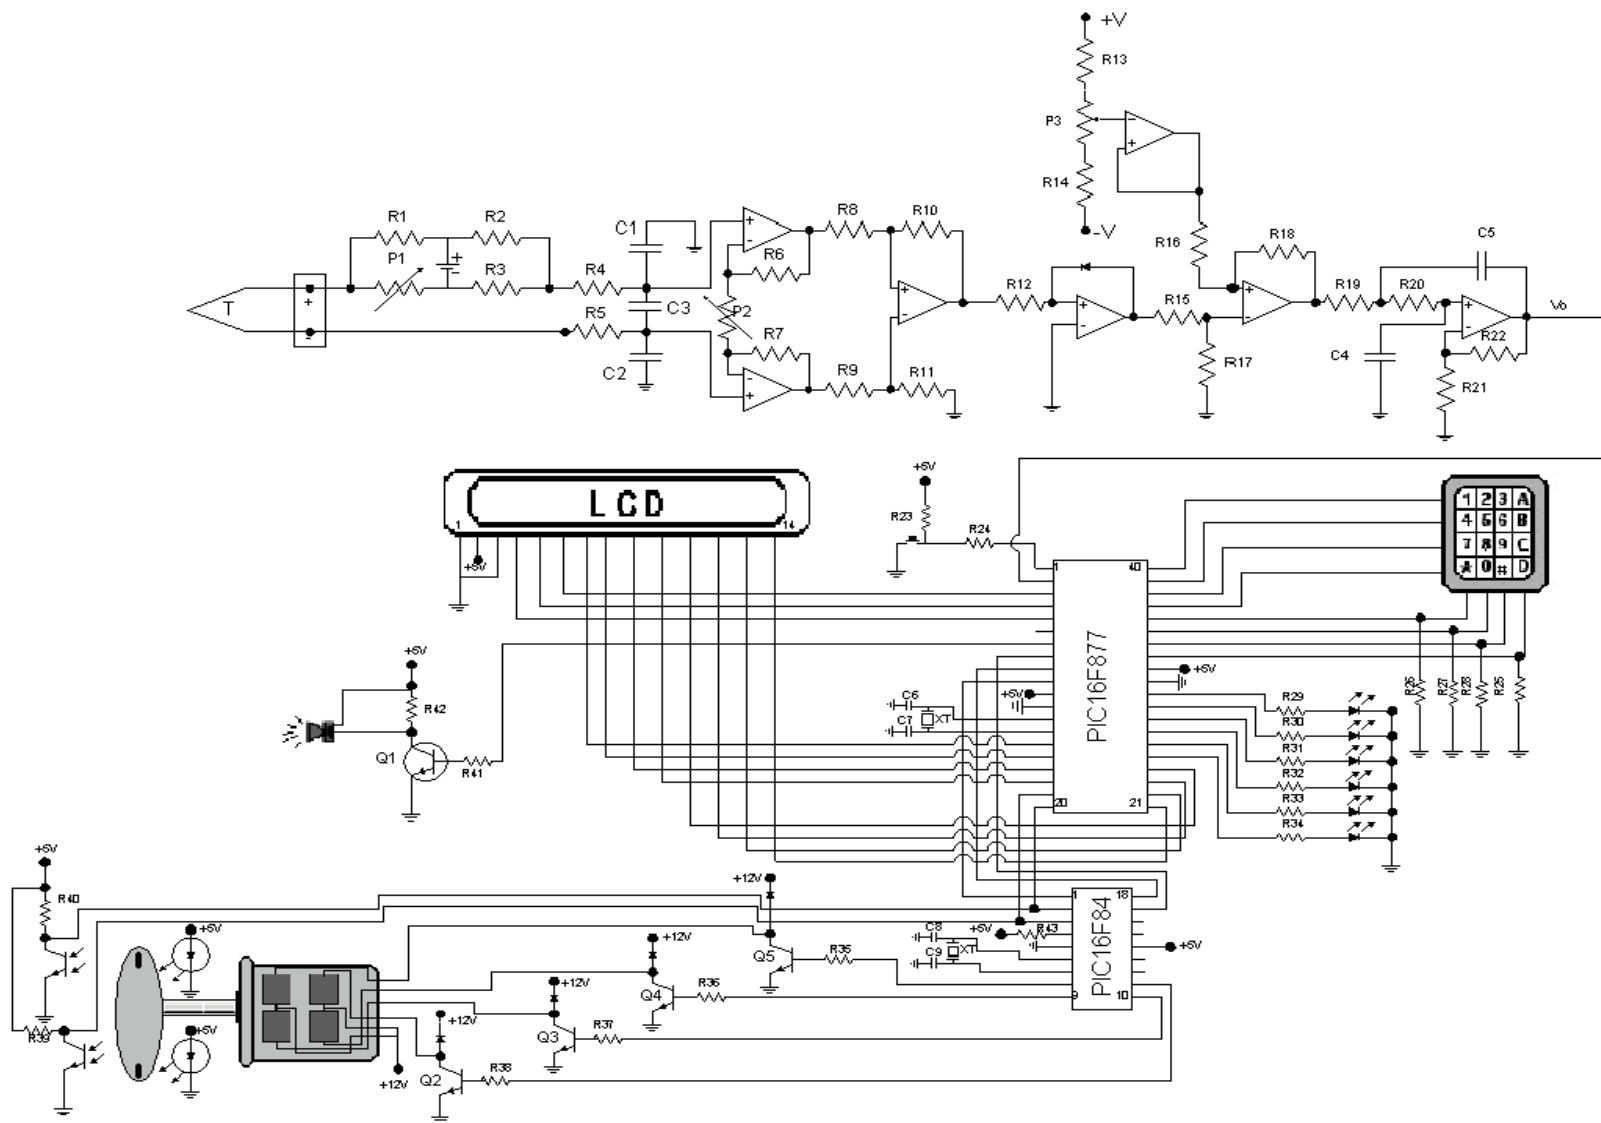 +V
R13
P3
R14
-V
R1 R2
P1
+
-
R3
R4
R5
T
+
-
C1
C3
C2
+
-
R6
P2
R7
-
+
R8 R10
R9 R11
+
-
R12
+
-
R15
R17
R16
-
+
R18
+
-
R19 R20
C5
C4
+
-
R22
R21
Vo
LCD
1 14
+5V
+5V
R23
R24
1 40
PIC16F877
20 21
1 2 3 A
4 5 6 B
7 8 9 C
* 0 # D
R26
R27
R28
R25
+5V
+5V
C6
C7
XT
R29
R30
R31
R32
R33
R34
+5V
R42
Q1
R41
+5V
R40
R39
+5V
+5V
+12V
Q5
R35
+12V
Q4
R36
+12V
Q3
R37
+12V
Q2
R38
+12V
1 18
PIC16F84
9 10
+5V
R43
C8
C9
XT
+5V